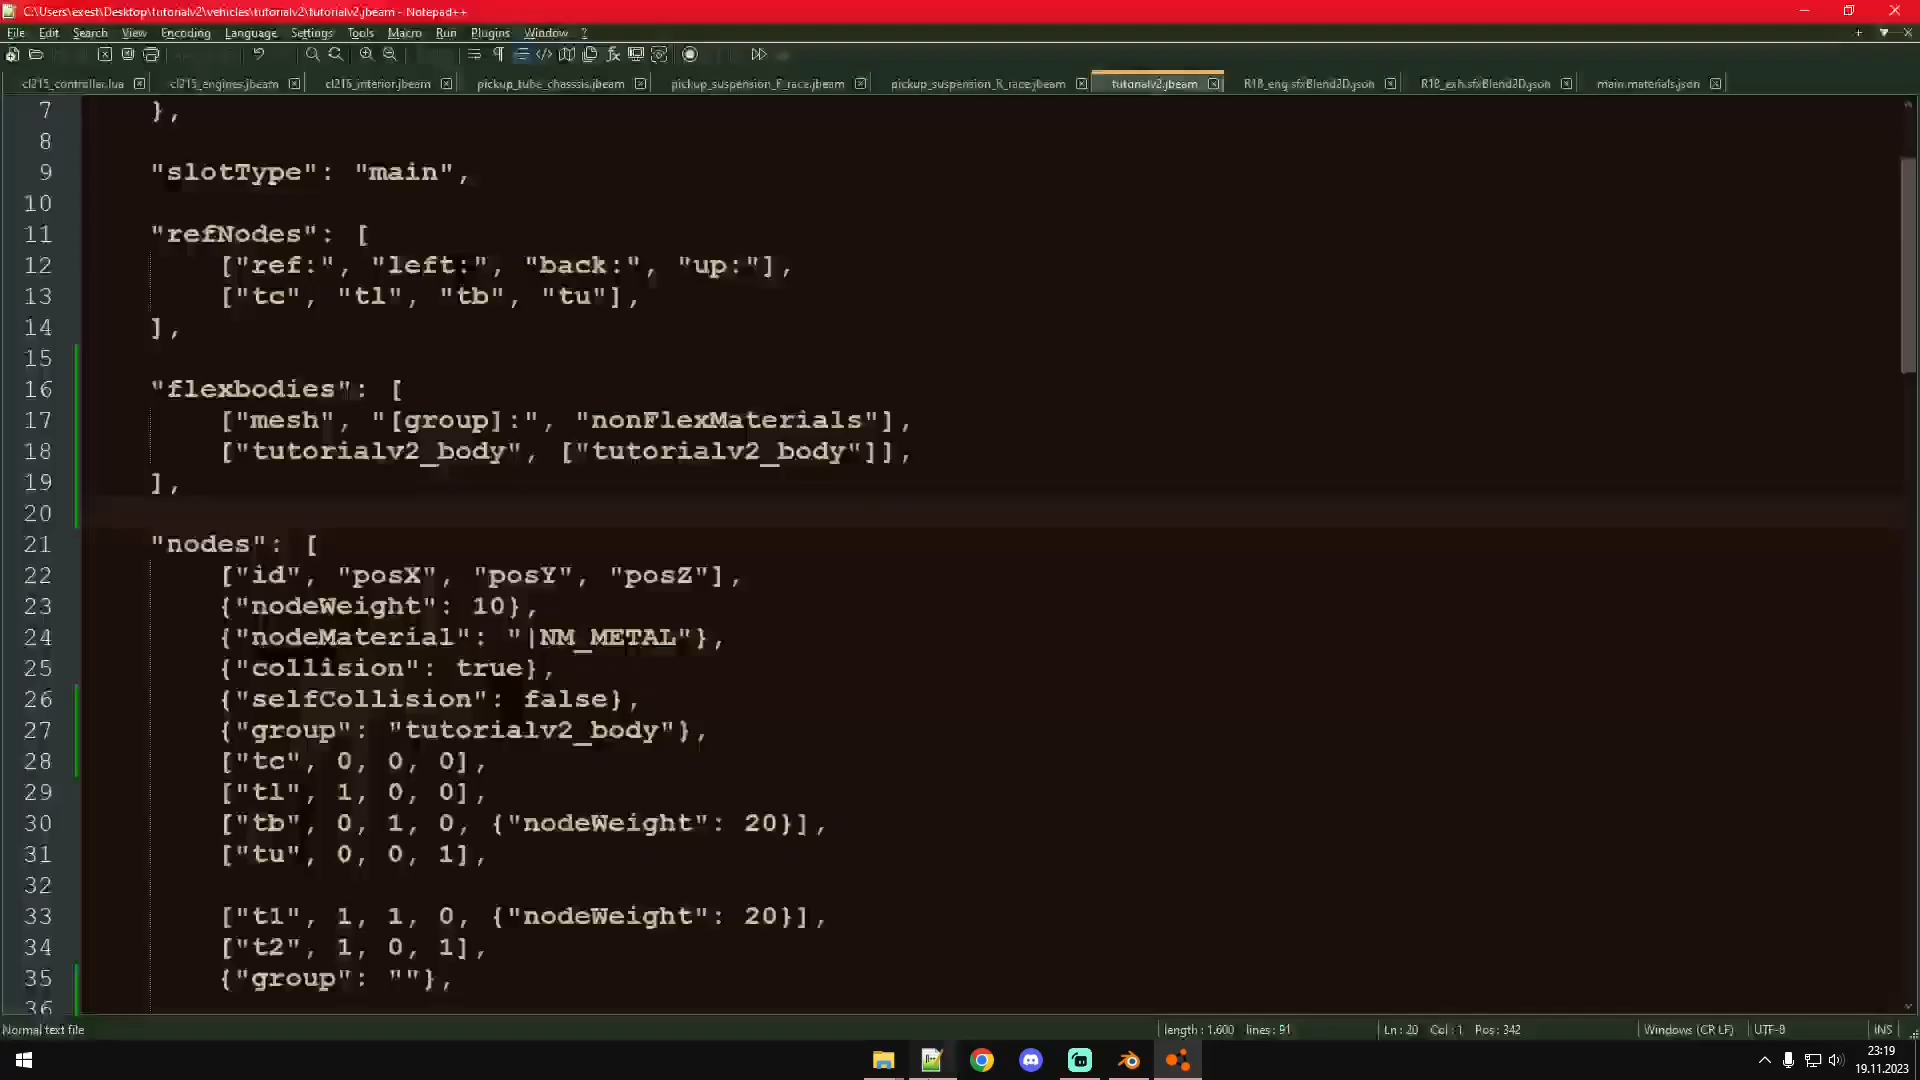 C:\Users\exest\Desktop\tutorialv2\vehicles\tutorialv2\tutorialv2.jbeam - Notepad++
File Edit Search View Encoding Language Settings Tools Macro Run Plugins Window ?
cl215_controller.lua cl215_engines.jbeam cl215_interior.jbeam pickup_tube_chasssis.jbeam pickup_suspension_F_race.jbeam pickup_suspension_R_race.jbeam tutorialv2.jbeam R18_eng.sfxBlend2D.json R18_exh.sfxBlend2D.json main.materials.json
7 },
8
9 "slotType": "main",
10
11 "refNodes": [
12 ["ref:", "left:", "back:", "up:"],
13 ["tc", "tl", "tb", "tu"],
14 ],
15
16 "flexbodies": [
17 ["mesh", "[group]:", "nonFlexMaterials"],
18 ["tutorialv2_body", ["tutorialv2_body"]],
19 ],
20
21 "nodes": [
22 ["id", "posX", "posY", "posZ"],
23 {"nodeWeight": 10},
24 {"nodeMaterial": "|NM_METAL"},
25 {"collision": true},
26 {"selfCollision": false},
27 {"group": "tutorialv2_body"},
28 ["tc", 0, 0, 0],
29 ["tl", 1, 0, 0],
30 ["tb", 0, 1, 0, {"nodeWeight": 20}],
31 ["tu", 0, 0, 1],
32
33 ["t1", 1, 1, 0, {"nodeWeight": 20}],
34 ["t2", 1, 0, 1],
35 {"group": ""},
36
Normal text file length : 1.600 lines : 91 Ln : 20 Col : 1 Pos : 342 Windows (CR LF) UTF-8 INS
23:19
19.11.2023